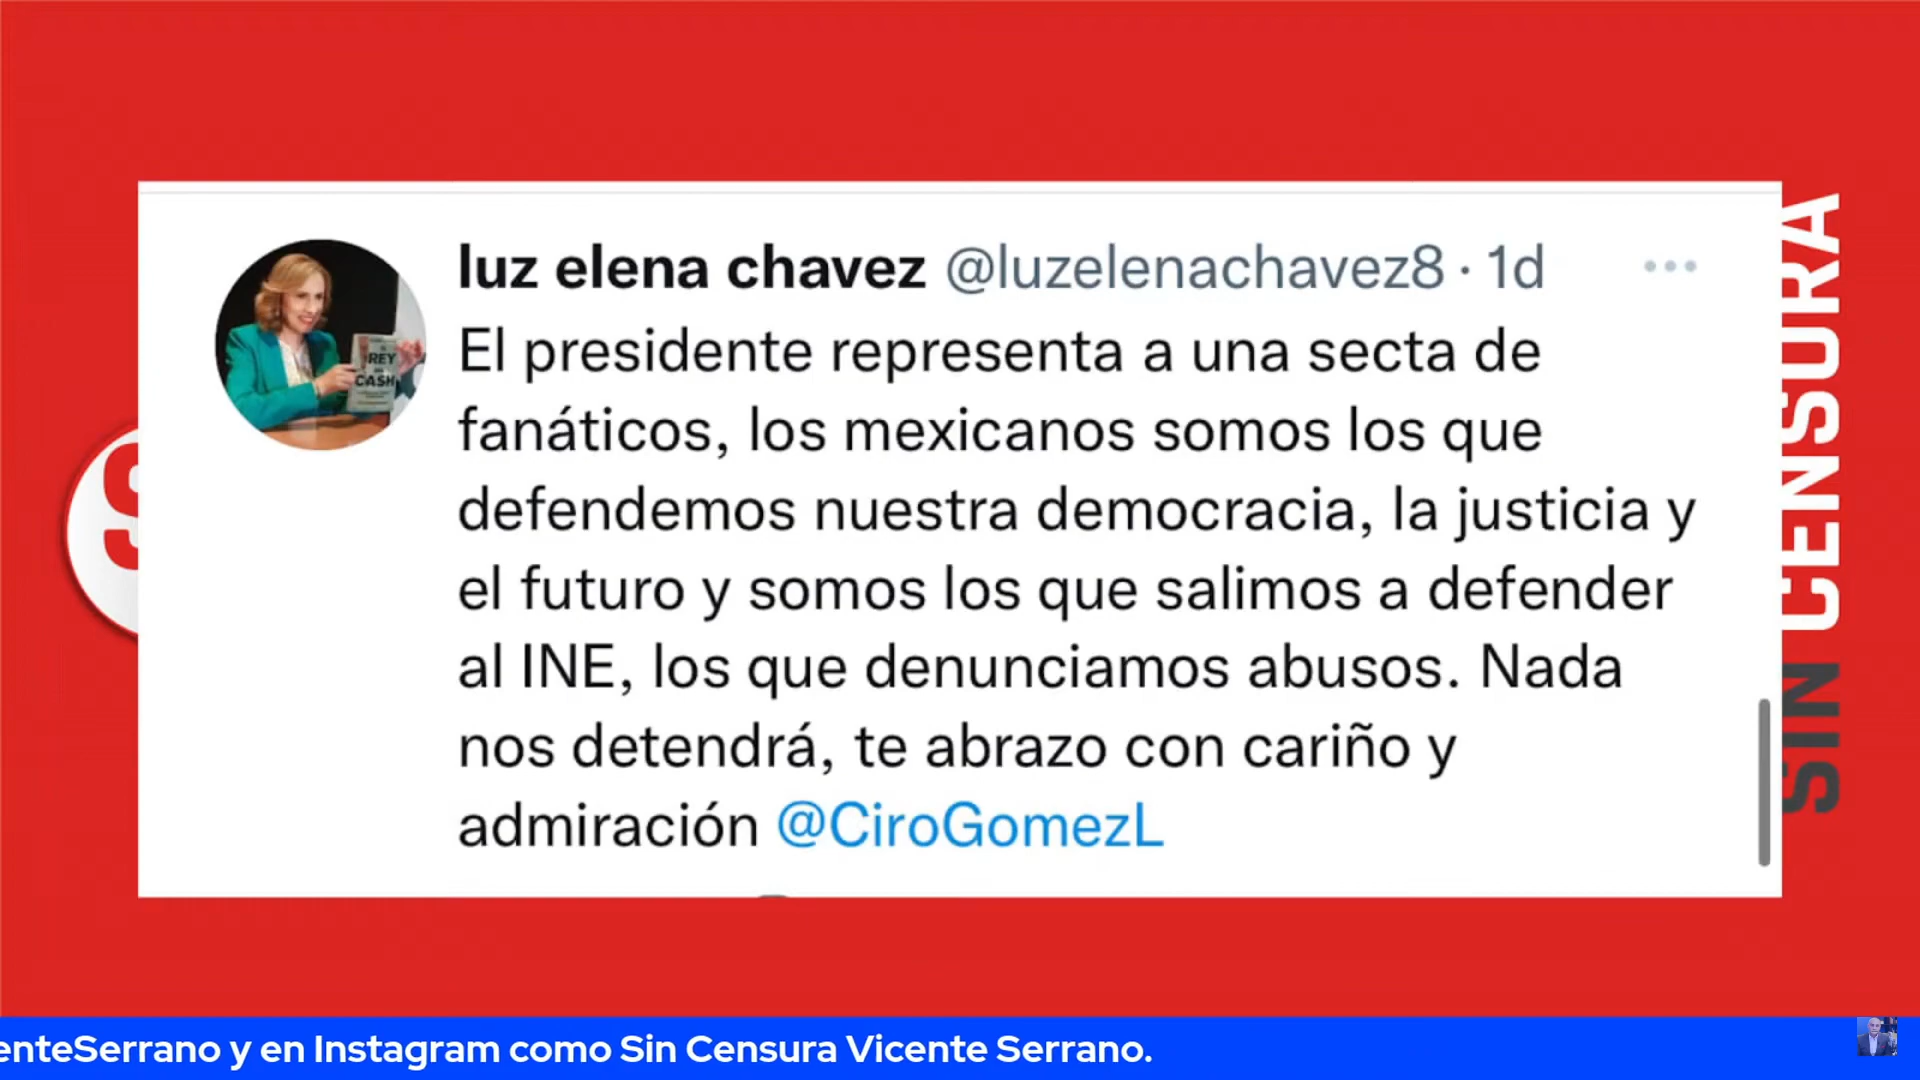 luz elena chavez @luzelenachavez8 · 1d
El presidente representa a una secta de
fanáticos, los mexicanos somos los que
defendemos nuestra democracia, la justicia y
el futuro y somos los que salimos a defender
al INE, los que denunciamos abusos. Nada
nos detendrá, te abrazo con cariño y
admiración @CiroGomezL
REY
CASH
SIN CENSURA
enteSerrano y en Instagram como Sin Censura Vicente Serrano.